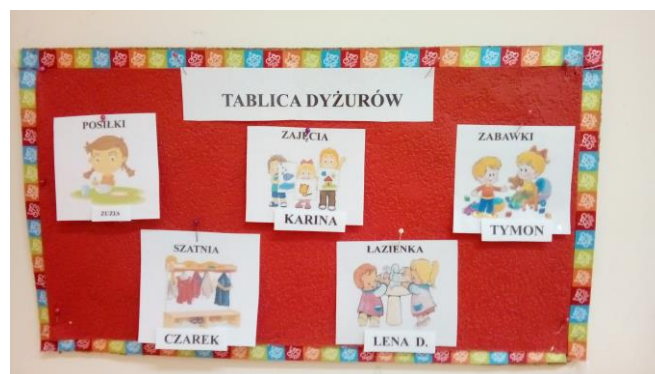 TABLICA DYŻURÓW
POSIŁKI
ZUZIA
ZAJĘCIA
KARINA
ZABAWKI
TYMON
SZATNIA
CZAREK
ŁAZIENKA
LENA D.